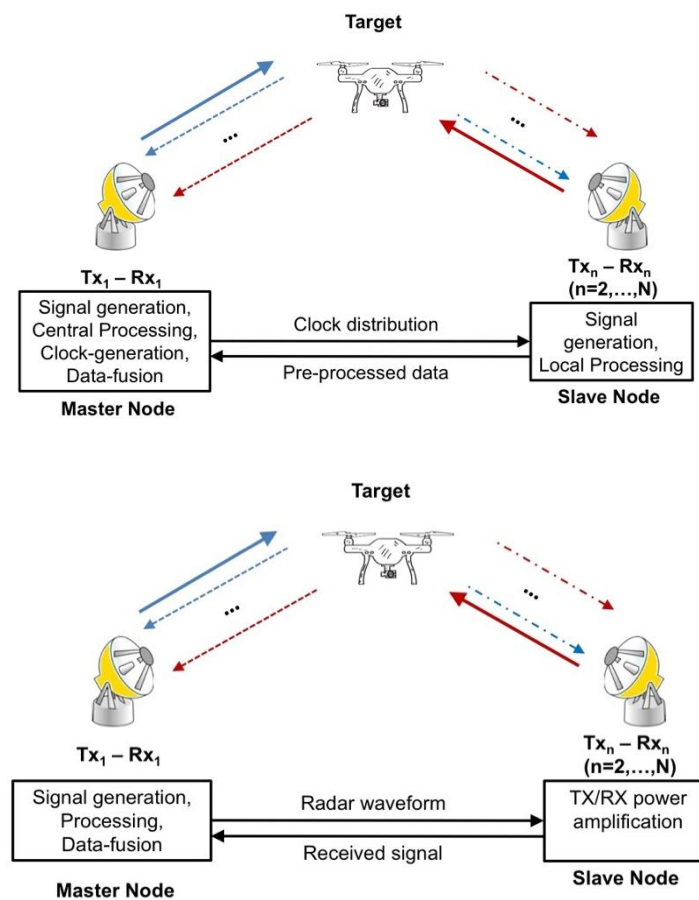 Target
...
...
Tx₁ – Rx₁
Txₙ – Rxₙ
(n=2,...,N)
Signal generation,
Central Processing,
Clock-generation,
Data-fusion
Clock distribution
Pre-processed data
Signal
generation,
Local Processing
Master Node
Slave Node
Target
...
...
Tx₁ – Rx₁
Txₙ – Rxₙ
(n=2,...,N)
Signal generation,
Processing,
Data-fusion
Radar waveform
Received signal
TX/RX power
amplification
Master Node
Slave Node